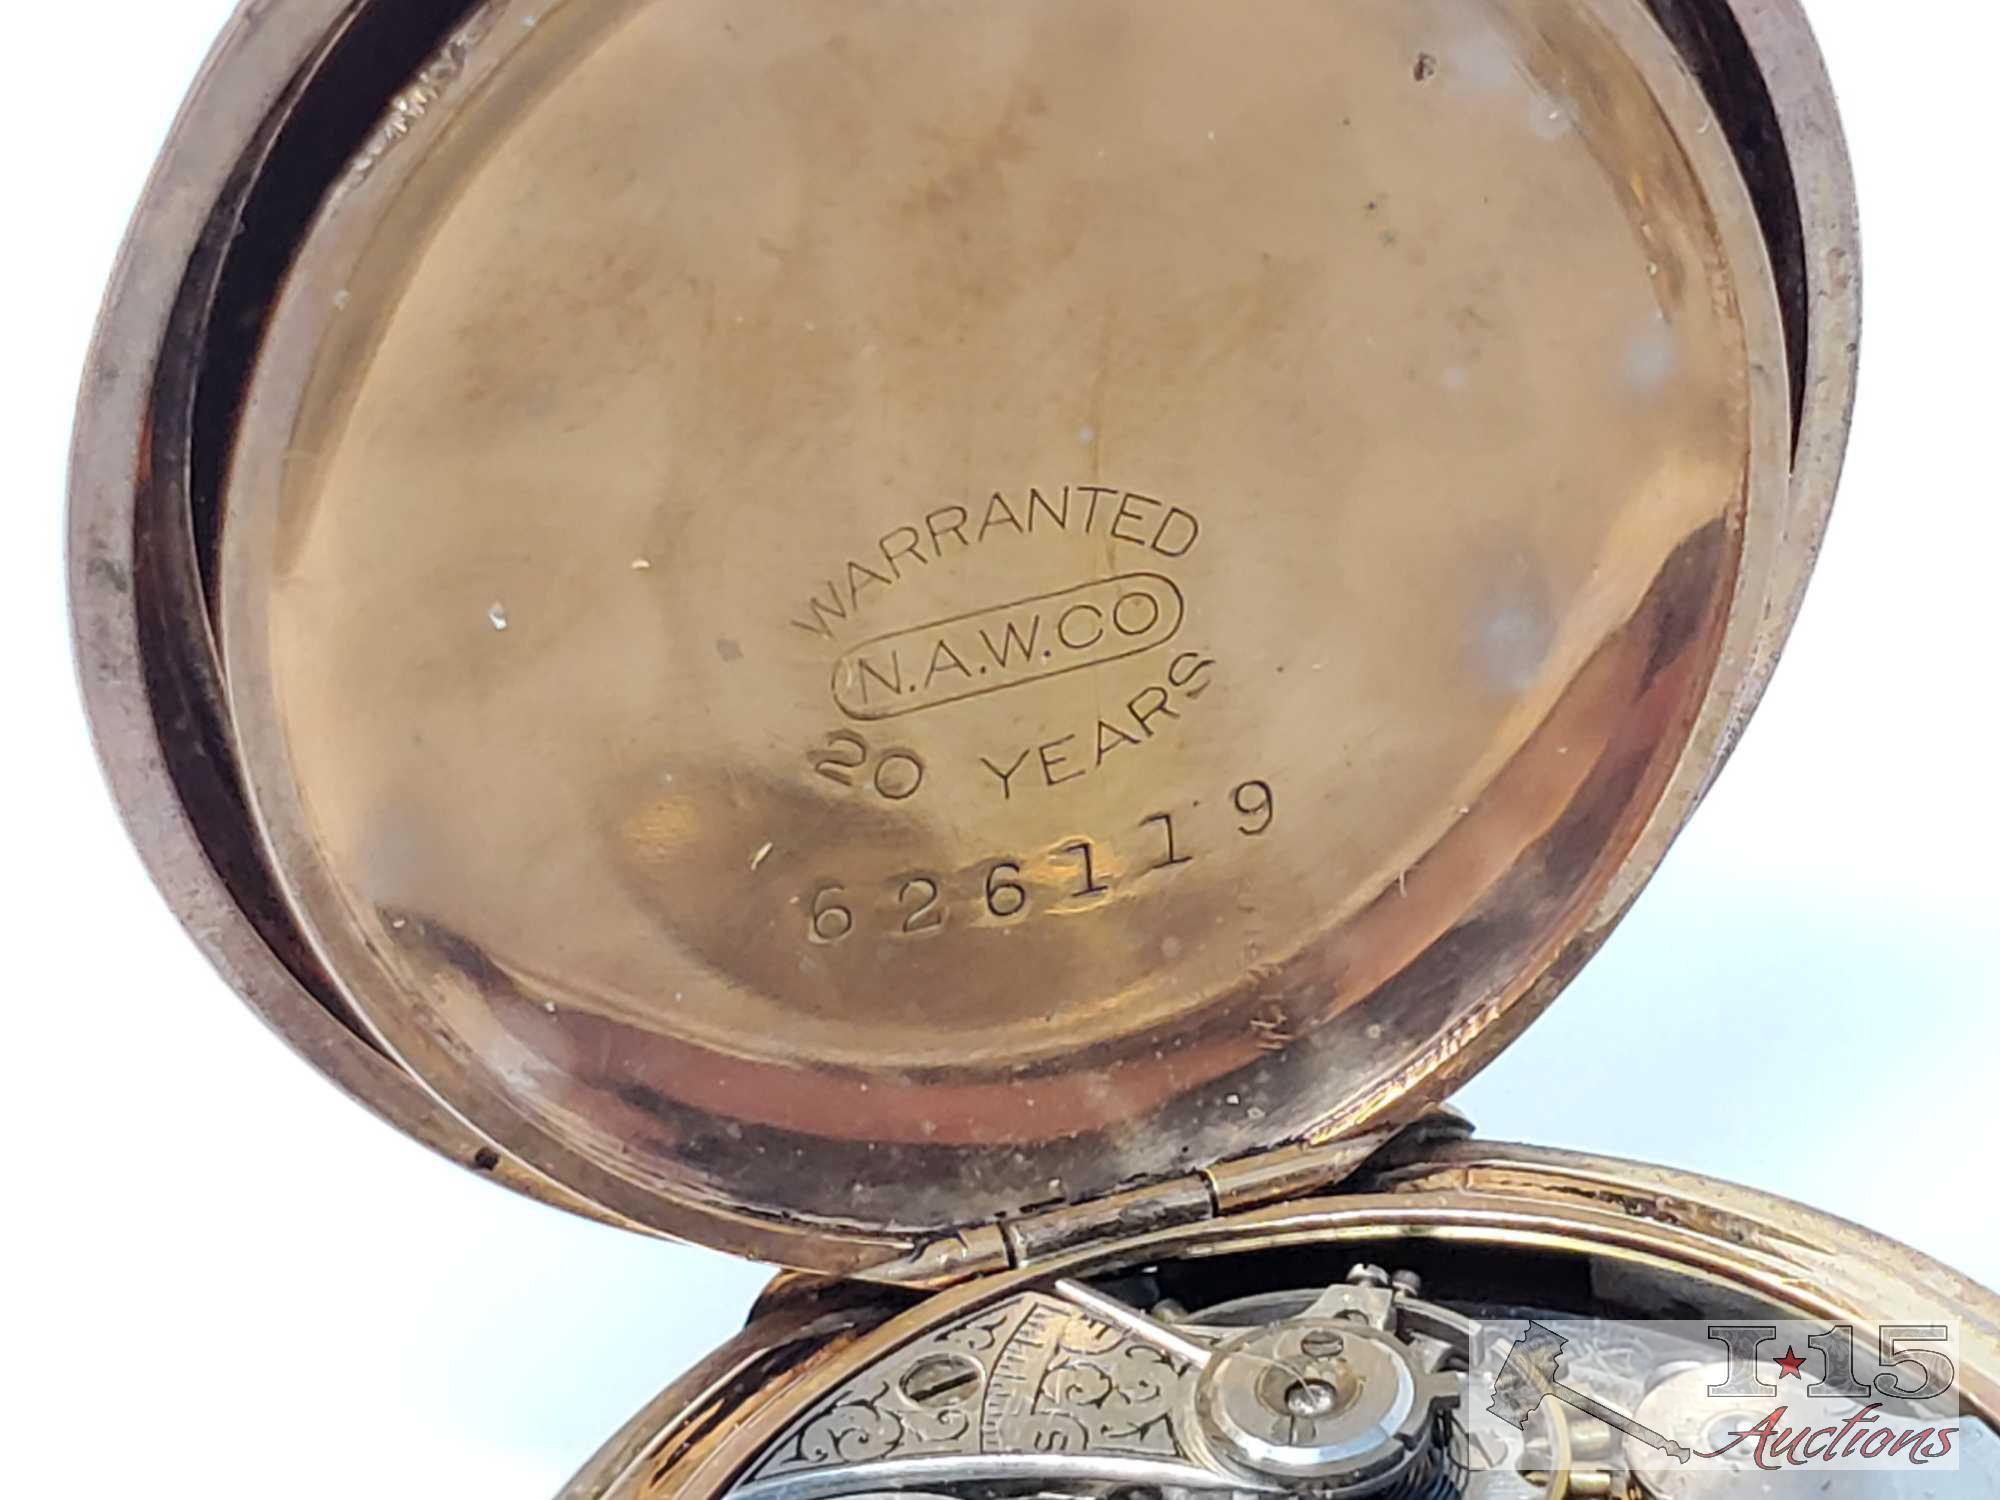 WARRANTED
N.A.W.CO
20 YEARS
626119
S
I★15
Auctions